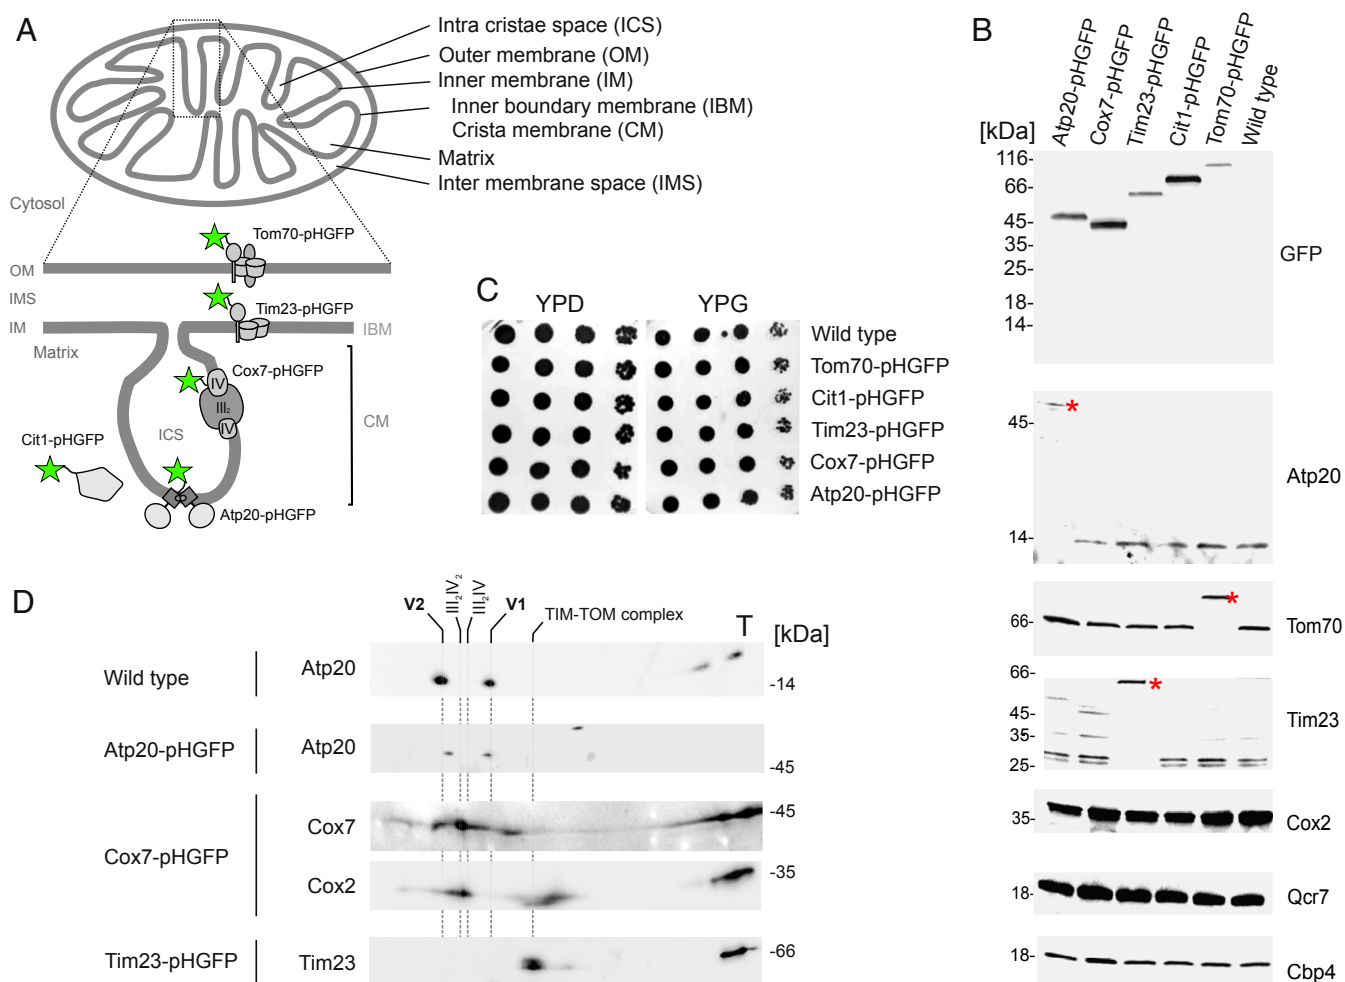 A
Intra cristae space (ICS)
Outer membrane (OM)
Inner membrane (IM)
Inner boundary membrane (IBM)
Crista membrane (CM)
Matrix
Inter membrane space (IMS)
Cytosol
Tom70-pHGFP
OM
IMS
Tim23-pHGFP
IM
IBM
Matrix
Cox7-pHGFP
IV
III₂
IV
CM
ICS
Cit1-pHGFP
Atp20-pHGFP
B
Atp20-pHGFP
Cox7-pHGFP
Tim23-pHGFP
Cit1-pHGFP
Tom70-pHGFP
Wild type
[kDa]
116-
66-
45-
35-
25-
18-
14-
GFP
45-
*
14-
Atp20
66-
*
Tom70
66-
*
45-
35-
25-
Tim23
35-
Cox2
18-
Qcr7
18-
Cbp4
C
YPD YPG
Wild type
Tom70-pHGFP
Cit1-pHGFP
Tim23-pHGFP
Cox7-pHGFP
Atp20-pHGFP
D
V2
III₂IV₂
III₂IV
V1
TIM-TOM complex
T
[kDa]
Wild type
Atp20
-14
Atp20-pHGFP
Atp20
-45
Cox7-pHGFP
Cox7
-45
Cox2
-35
Tim23-pHGFP
Tim23
-66